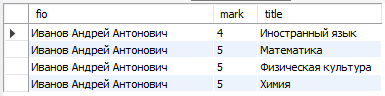 fio mark title
Иванов Андрей Антонович 4 Иностранный язык
Иванов Андрей Антонович 5 Математика
Иванов Андрей Антонович 5 Физическая культура
Иванов Андрей Антонович 5 Химия